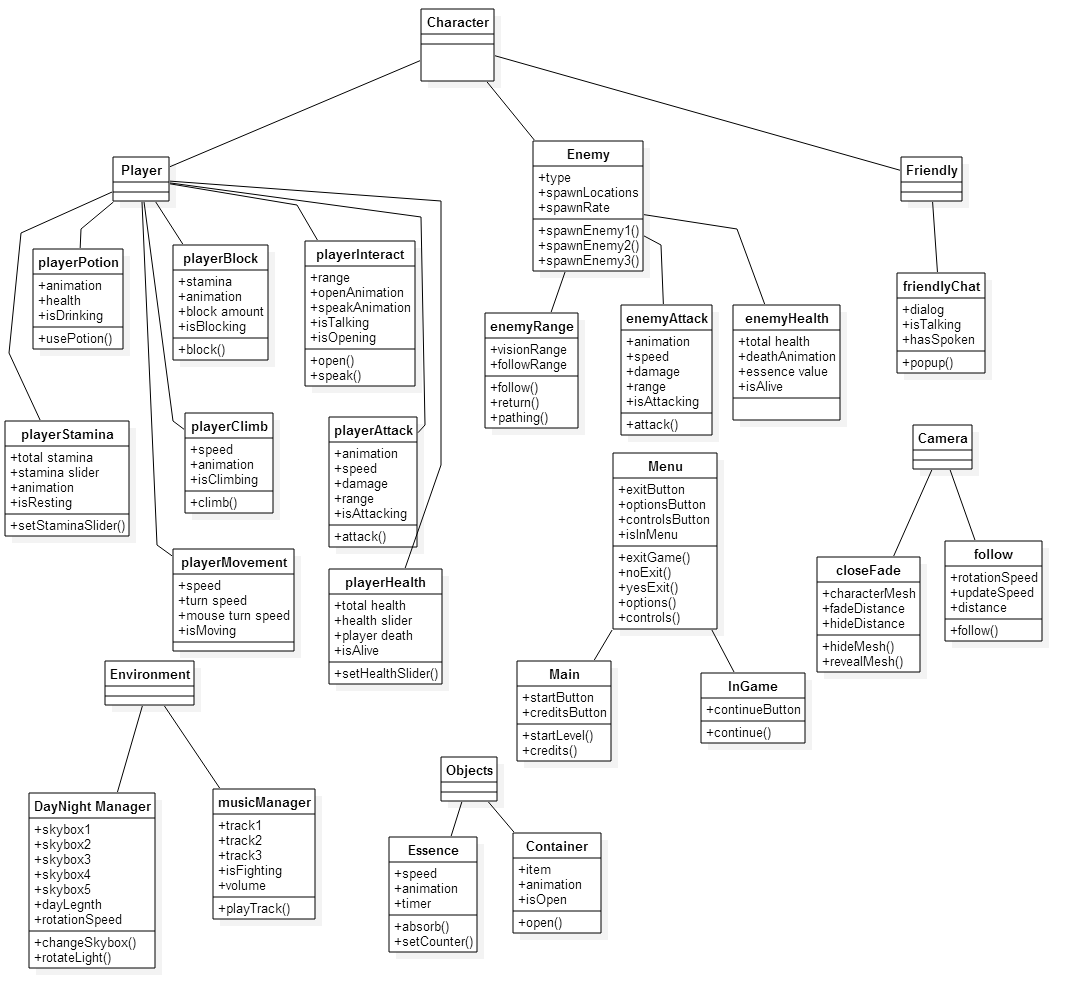 Character
Player
Enemy
+type
+spawnLocations
+spawnRate
+spawnEnemy1()
+spawnEnemy2()
+spawnEnemy3()
Friendly
playerPotion
+animation
+health
+isDrinking
+usePotion()
playerBlock
+stamina
+animation
+block amount
+isBlocking
+block()
playerInteract
+range
+openAnimation
+speakAnimation
+isTalking
+isOpening
+open()
+speak()
enemyRange
+visionRange
+followRange
+follow()
+return()
+pathing()
enemyAttack
+animation
+speed
+damage
+range
+isAttacking
+attack()
enemyHealth
+total health
+deathAnimation
+essence value
+isAlive
friendlyChat
+dialog
+isTalking
+hasSpoken
+popup()
playerStamina
+total stamina
+stamina slider
+animation
+isResting
+setStaminaSlider()
playerClimb
+speed
+animation
+isClimbing
+climb()
playerAttack
+animation
+speed
+damage
+range
+isAttacking
+attack()
playerMovement
+speed
+turn speed
+mouse turn speed
+isMoving
playerHealth
+total health
+health slider
+player death
+isAlive
+setHealthSlider()
Menu
+exitButton
+optionsButton
+controlsButton
+isInMenu
+exitGame()
+noExit()
+yesExit()
+options()
+controls()
Camera
closeFade
+characterMesh
+fadeDistance
+hideDistance
+hideMesh()
+revealMesh()
follow
+rotationSpeed
+updateSpeed
+distance
+follow()
Main
+startButton
+creditsButton
+startLevel()
+credits()
InGame
+continueButton
+continue()
Environment
DayNight Manager
+skybox1
+skybox2
+skybox3
+skybox4
+skybox5
+dayLegnth
+rotationSpeed
+changeSkybox()
+rotateLight()
musicManager
+track1
+track2
+track3
+isFighting
+volume
+playTrack()
Objects
Essence
+speed
+animation
+timer
+absorb()
+setCounter()
Container
+item
+animation
+isOpen
+open()